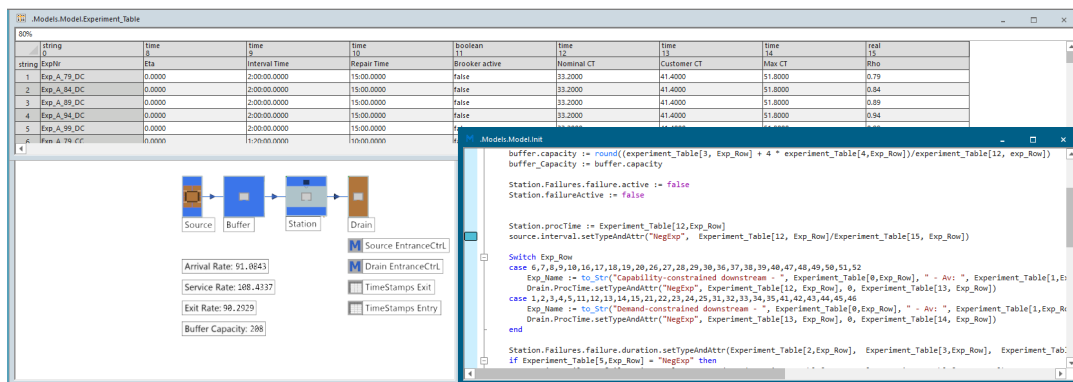 .Models.Model.Experiment_Table
80%
string time time time boolean time time time real
0 8 9 10 11 12 13 14 15
string ExpNr Eta Interval Time Repair Time Brooker active Nominal CT Customer CT Max CT Rho
1 Exp_A_79_DC 0.0000 2:00:00.0000 15:00.0000 false 33.2000 41.4000 51.8000 0.79
2 Exp_A_84_DC 0.0000 2:00:00.0000 15:00.0000 false 33.2000 41.4000 51.8000 0.84
3 Exp_A_89_DC 0.0000 2:00:00.0000 15:00.0000 false 33.2000 41.4000 51.8000 0.89
4 Exp_A_94_DC 0.0000 2:00:00.0000 15:00.0000 false 33.2000 41.4000 51.8000 0.94
5 Exp_A_99_DC 0.0000 2:00:00.0000 15:00.0000
6 Exp_A_79_CC 0.0000 1:20:00.0000 10:00.0000
Source Buffer Station Drain
M Source EntranceCtrL
M Drain EntranceCtrL
TimeStamps Exit
TimeStamps Entry
Arrival Rate: 91.0843
Service Rate: 108.4337
Exit Rate: 90.2929
Buffer Capacity: 208
M .Models.Model.Init
buffer.capacity := round((experiment_Table[3, Exp_Row] + 4 * experiment_Table[4,Exp_Row])/experiment_Table[12, exp_Row])
buffer_Capacity := buffer.capacity
Station.Failures.failure.active := false
Station.failureActive := false
Station.procTime := Experiment_Table[12,Exp_Row]
source.interval.setTypeAndAttr("NegExp", Experiment_Table[12, Exp_Row]/Experiment_Table[15, Exp_Row])
Switch Exp_Row
case 6,7,8,9,10,16,17,18,19,20,26,27,28,29,30,36,37,38,39,40,47,48,49,50,51,52
Exp_Name := to_Str("Capability-constrained downstream - ", Experiment_Table[0,Exp_Row], " - Av: ", Experiment_Table[1,Ex
Drain.ProcTime.setTypeAndAttr("NegExp", Experiment_Table[12, Exp_Row], 0, Experiment_Table[13, Exp_Row])
case 1,2,3,4,5,11,12,13,14,15,21,22,23,24,25,31,32,33,34,35,41,42,43,44,45,46
Exp_Name := to_Str("Demand-constrained downstream - ", Experiment_Table[0,Exp_Row], " - Av: ", Experiment_Table[1,Exp_Ro
Drain.ProcTime.setTypeAndAttr("NegExp", Experiment_Table[13, Exp_Row], 0, Experiment_Table[14, Exp_Row])
end
Station.Failures.failure.duration.setTypeAndAttr(Experiment_Table[2,Exp_Row], Experiment_Table[3,Exp_Row], Experiment_Tabl
if Experiment_Table[5,Exp_Row] = "NegExp" then